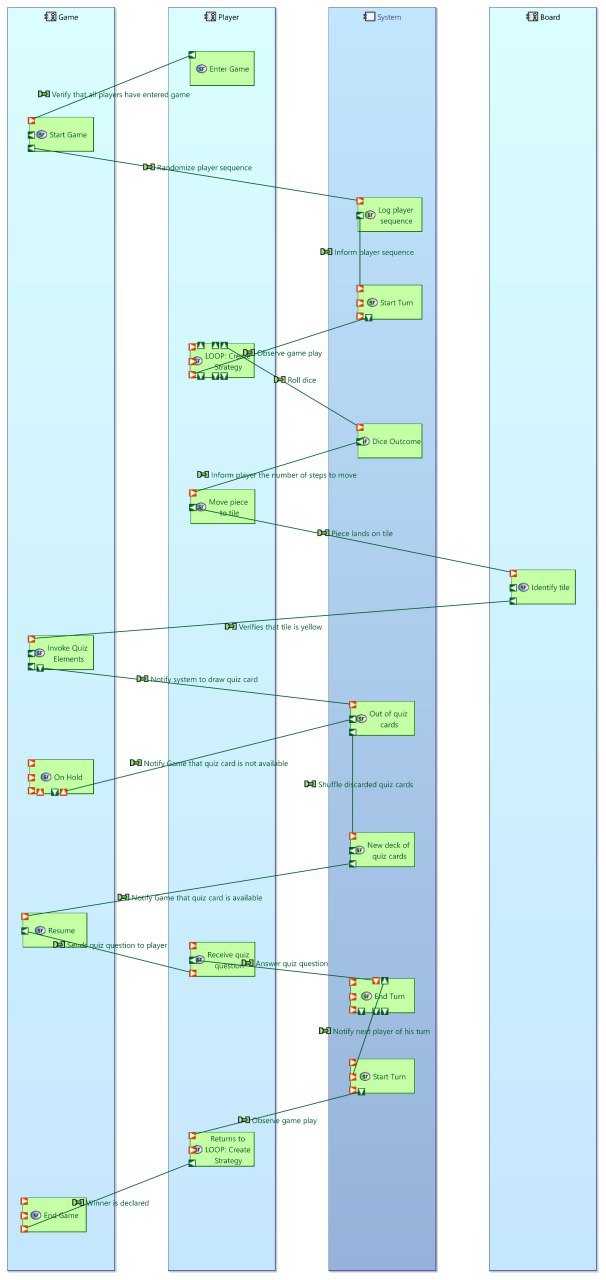 Game
Player
System
Board
Enter Game
Verify that all players have entered game
Start Game
Randomize player sequence
Log player
sequence
Inform player sequence
Start Turn
LOOP: Create
Strategy
Observe game play
Roll dice
Dice Outcome
Inform player the number of steps to move
Move piece
to tile
Piece lands on tile
Identify tile
Verifies that tile is yellow
Invoke Quiz
Elements
Notify system to draw quiz card
Out of quiz
cards
Notify Game that quiz card is not available
On Hold
Shuffle discarded quiz cards
New deck of
quiz cards
Notify Game that quiz card is available
Resume
Sends quiz question to player
Receive quiz
question
Answer quiz question
End Turn
Notify next player of his turn
Start Turn
Observe game play
Returns to
LOOP: Create
Strategy
Winner is declared
End Game